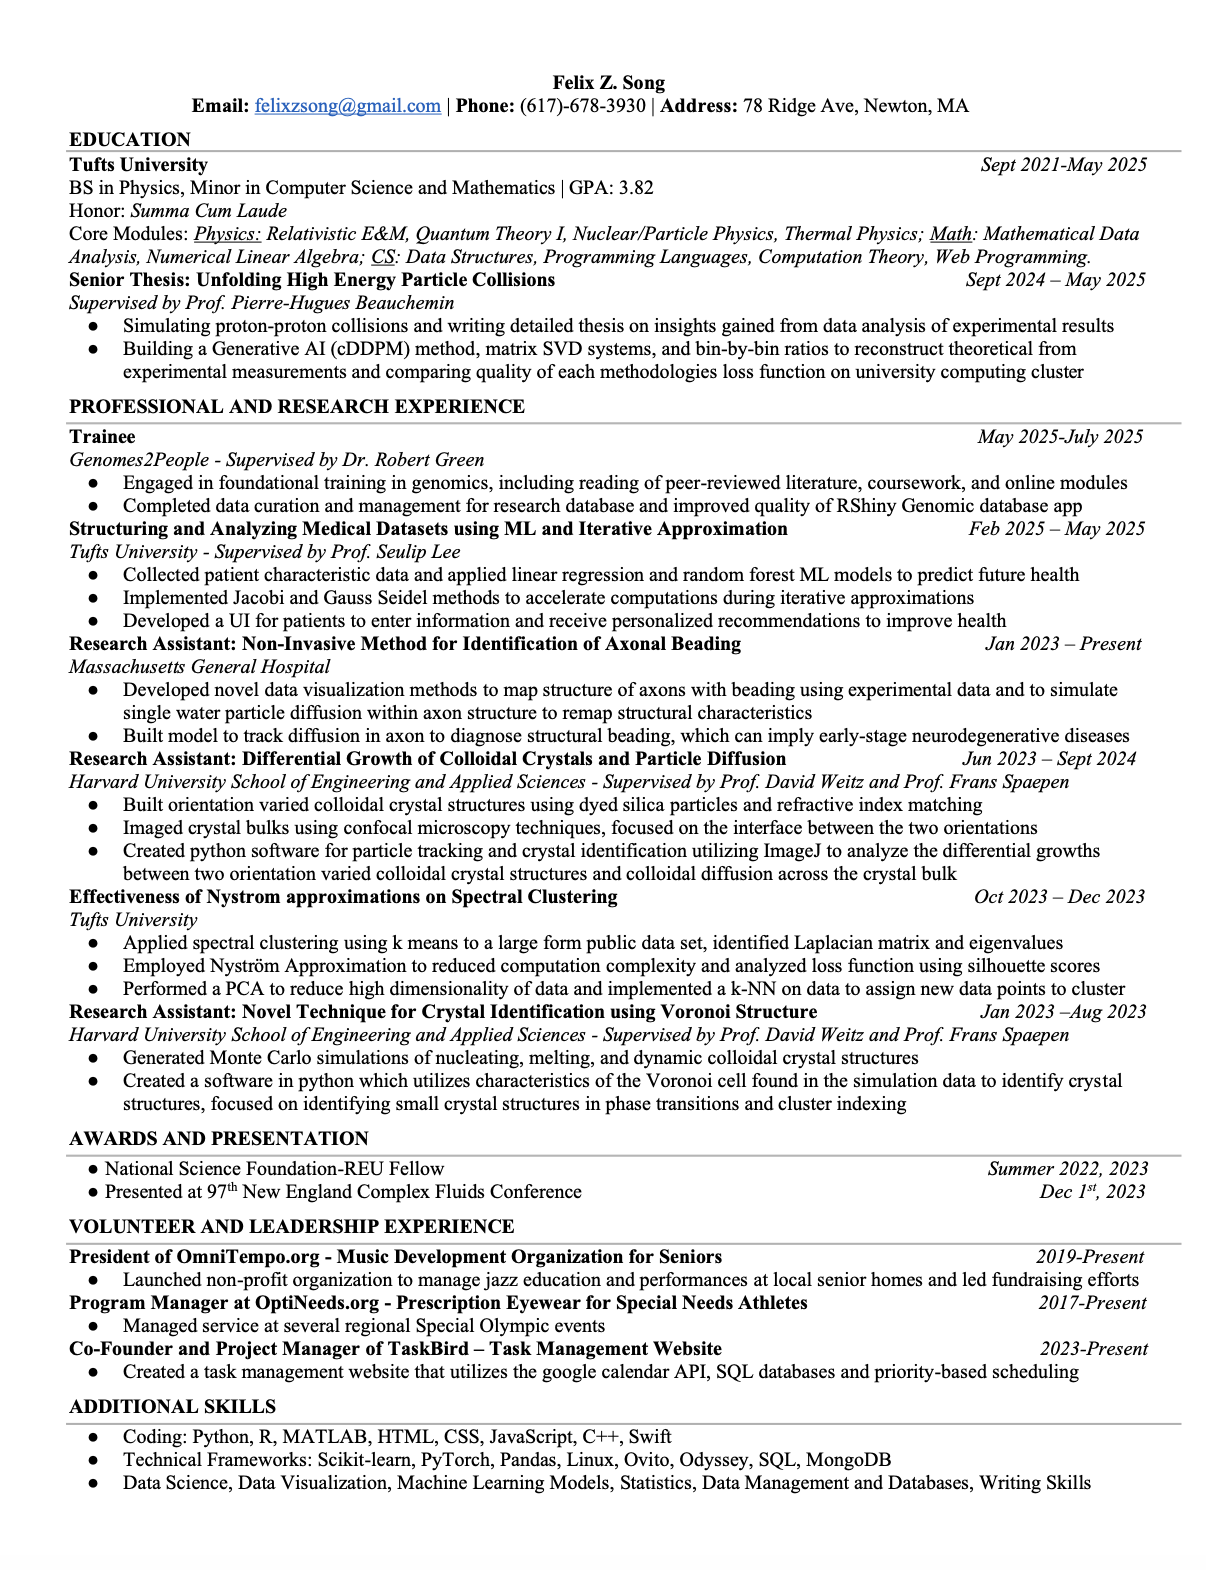 Felix Z. Song
Email: felixzsong@gmail.com | Phone: (617)-678-3930 | Address: 78 Ridge Ave, Newton, MA
EDUCATION
Tufts University Sept 2021-May 2025
BS in Physics, Minor in Computer Science and Mathematics | GPA: 3.82
Honor: Summa Cum Laude
Core Modules: Physics: Relativistic E&M, Quantum Theory I, Nuclear/Particle Physics, Thermal Physics; Math: Mathematical Data
Analysis, Numerical Linear Algebra; CS: Data Structures, Programming Languages, Computation Theory, Web Programming.
Senior Thesis: Unfolding High Energy Particle Collisions Sept 2024 – May 2025
Supervised by Prof. Pierre-Hugues Beauchemin
● Simulating proton-proton collisions and writing detailed thesis on insights gained from data analysis of experimental results
● Building a Generative AI (cDDPM) method, matrix SVD systems, and bin-by-bin ratios to reconstruct theoretical from
experimental measurements and comparing quality of each methodologies loss function on university computing cluster
PROFESSIONAL AND RESEARCH EXPERIENCE
Trainee May 2025-July 2025
Genomes2People - Supervised by Dr. Robert Green
● Engaged in foundational training in genomics, including reading of peer-reviewed literature, coursework, and online modules
● Completed data curation and management for research database and improved quality of RShiny Genomic database app
Structuring and Analyzing Medical Datasets using ML and Iterative Approximation Feb 2025 – May 2025
Tufts University - Supervised by Prof. Seulip Lee
● Collected patient characteristic data and applied linear regression and random forest ML models to predict future health
● Implemented Jacobi and Gauss Seidel methods to accelerate computations during iterative approximations
● Developed a UI for patients to enter information and receive personalized recommendations to improve health
Research Assistant: Non-Invasive Method for Identification of Axonal Beading Jan 2023 – Present
Massachusetts General Hospital
● Developed novel data visualization methods to map structure of axons with beading using experimental data and to simulate
single water particle diffusion within axon structure to remap structural characteristics
● Built model to track diffusion in axon to diagnose structural beading, which can imply early-stage neurodegenerative diseases
Research Assistant: Differential Growth of Colloidal Crystals and Particle Diffusion Jun 2023 – Sept 2024
Harvard University School of Engineering and Applied Sciences - Supervised by Prof. David Weitz and Prof. Frans Spaepen
● Built orientation varied colloidal crystal structures using dyed silica particles and refractive index matching
● Imaged crystal bulks using confocal microscopy techniques, focused on the interface between the two orientations
● Created python software for particle tracking and crystal identification utilizing ImageJ to analyze the differential growths
between two orientation varied colloidal crystal structures and colloidal diffusion across the crystal bulk
Effectiveness of Nystrom approximations on Spectral Clustering Oct 2023 – Dec 2023
Tufts University
● Applied spectral clustering using k means to a large form public data set, identified Laplacian matrix and eigenvalues
● Employed Nyström Approximation to reduced computation complexity and analyzed loss function using silhouette scores
● Performed a PCA to reduce high dimensionality of data and implemented a k-NN on data to assign new data points to cluster
Research Assistant: Novel Technique for Crystal Identification using Voronoi Structure Jan 2023 –Aug 2023
Harvard University School of Engineering and Applied Sciences - Supervised by Prof. David Weitz and Prof. Frans Spaepen
● Generated Monte Carlo simulations of nucleating, melting, and dynamic colloidal crystal structures
● Created a software in python which utilizes characteristics of the Voronoi cell found in the simulation data to identify crystal
structures, focused on identifying small crystal structures in phase transitions and cluster indexing
AWARDS AND PRESENTATION
● National Science Foundation-REU Fellow Summer 2022, 2023
● Presented at 97th New England Complex Fluids Conference Dec 1st, 2023
VOLUNTEER AND LEADERSHIP EXPERIENCE
President of OmniTempo.org - Music Development Organization for Seniors 2019-Present
● Launched non-profit organization to manage jazz education and performances at local senior homes and led fundraising efforts
Program Manager at OptiNeeds.org - Prescription Eyewear for Special Needs Athletes 2017-Present
● Managed service at several regional Special Olympic events
Co-Founder and Project Manager of TaskBird – Task Management Website 2023-Present
● Created a task management website that utilizes the google calendar API, SQL databases and priority-based scheduling
ADDITIONAL SKILLS
● Coding: Python, R, MATLAB, HTML, CSS, JavaScript, C++, Swift
● Technical Frameworks: Scikit-learn, PyTorch, Pandas, Linux, Ovito, Odyssey, SQL, MongoDB
● Data Science, Data Visualization, Machine Learning Models, Statistics, Data Management and Databases, Writing Skills